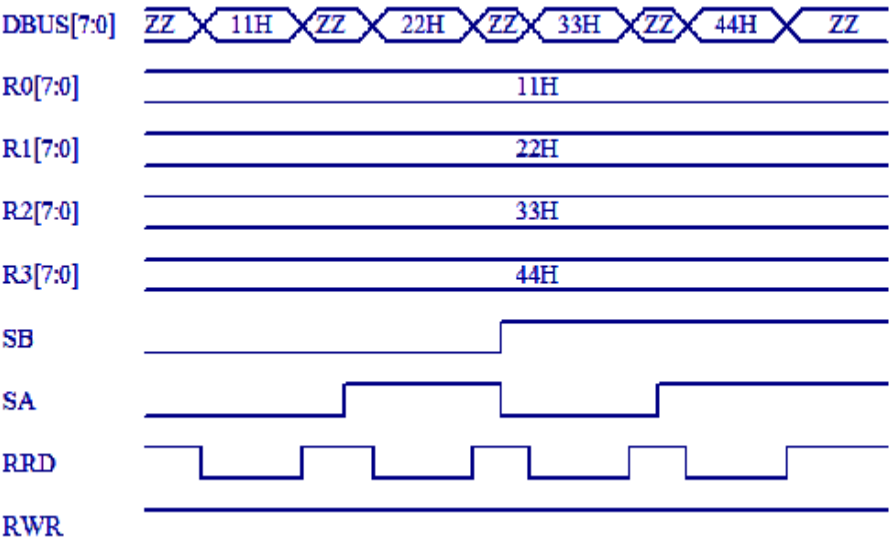 DBUS[7:0] ZZ 11H ZZ 22H ZZ 33H ZZ 44H ZZ
R0[7:0] 11H
R1[7:0] 22H
R2[7:0] 33H
R3[7:0] 44H
SB
SA
RRD
RWR